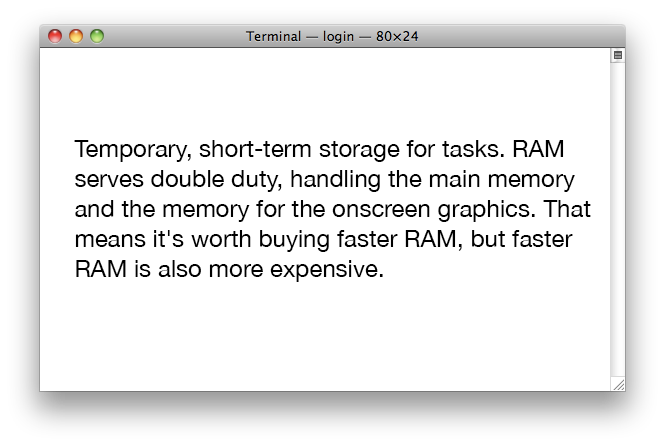 Terminal — login — 80×24
Temporary, short-term storage for tasks. RAM
serves double duty, handling the main memory
and the memory for the onscreen graphics. That
means it's worth buying faster RAM, but faster
RAM is also more expensive.